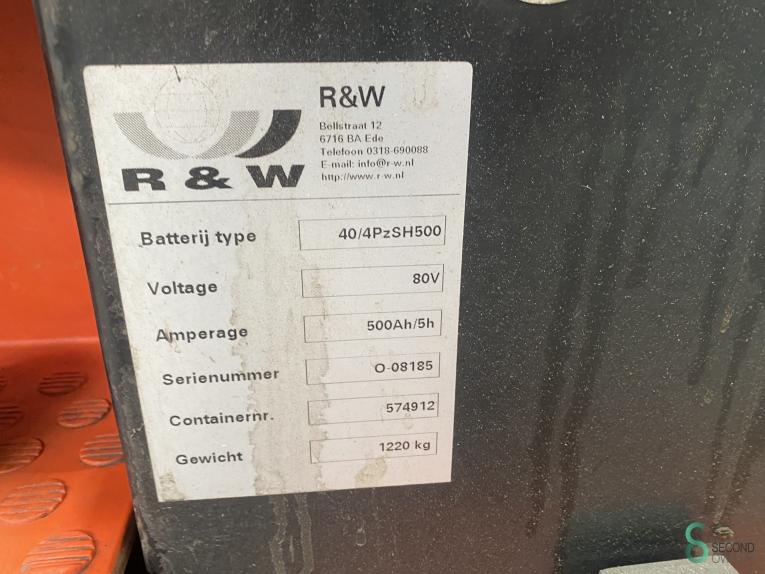 R&W
Bellstraat 12
6716 BA Ede
Telefoon 0318-690088
E-mail: info@r-w.nl
http://www.r-w.nl
R & W
Batterij type 40/4PzSH500
Voltage 80V
Amperage 500Ah/5h
Serienummer O-08185
Containernr. 574912
Gewicht 1220 kg
SECOND